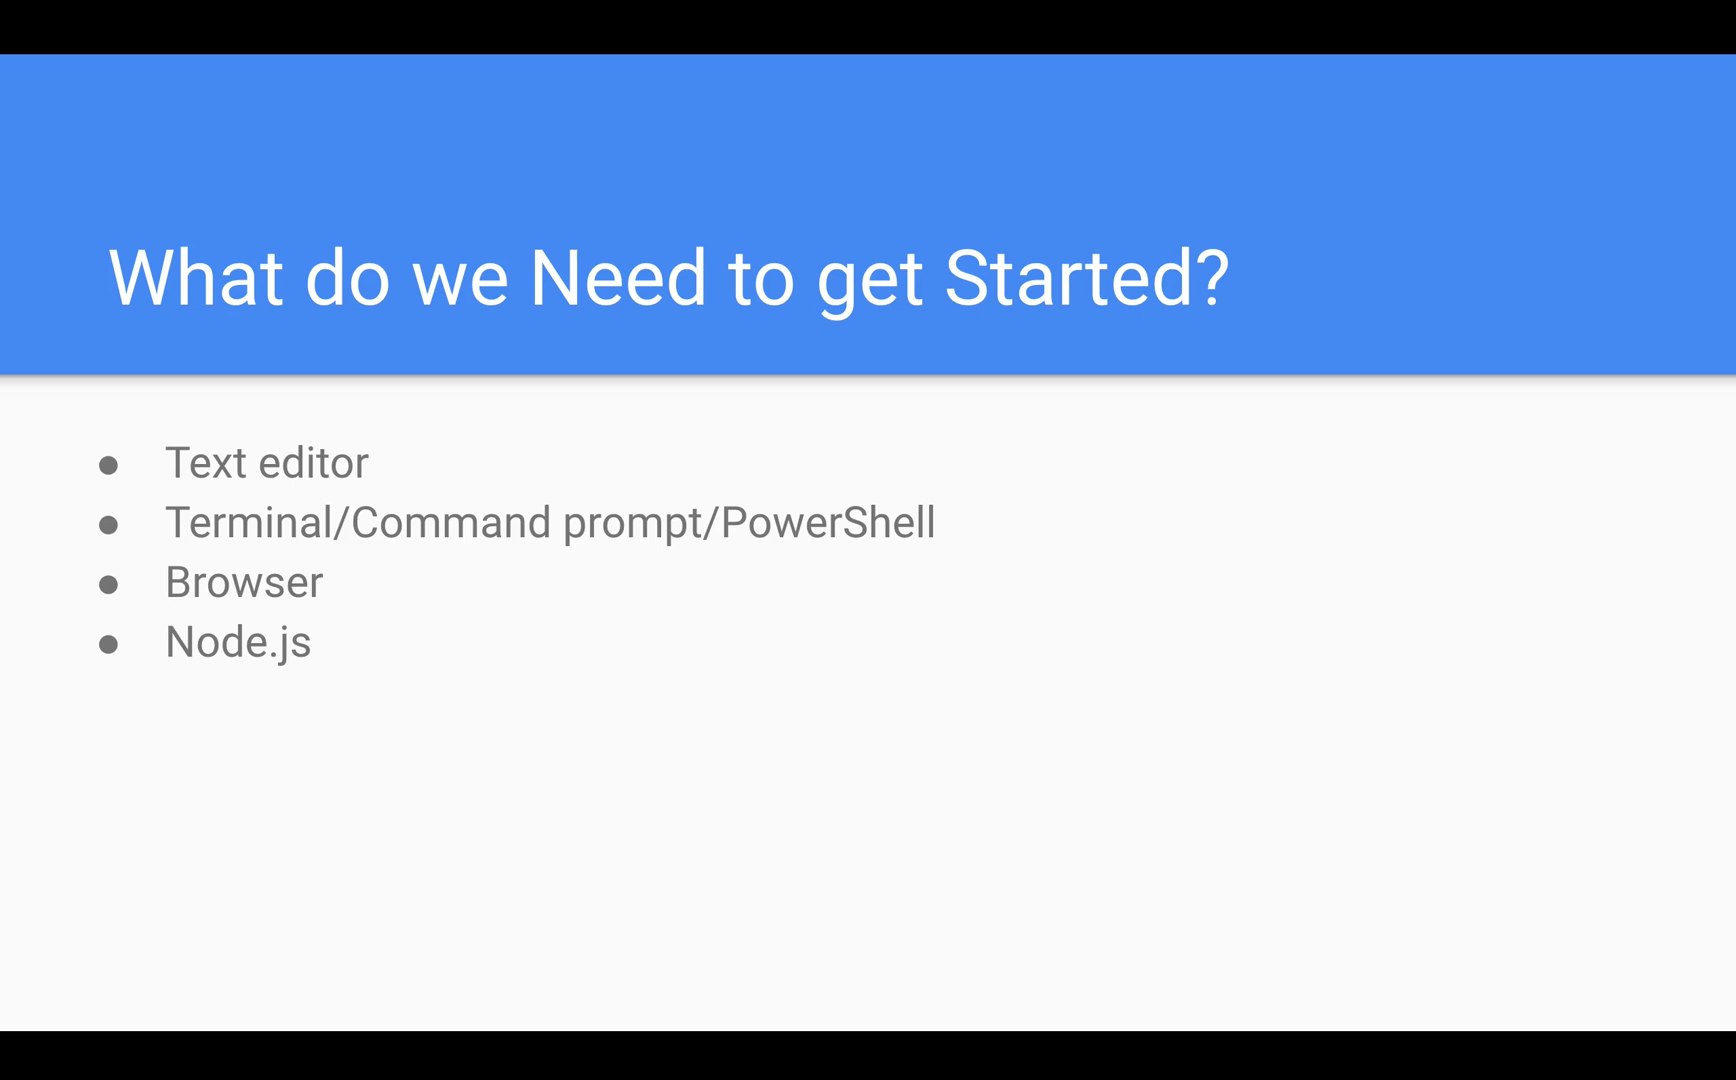 What do we Need to get Started?
● Text editor
● Terminal/Command prompt/PowerShell
● Browser
● Node.js